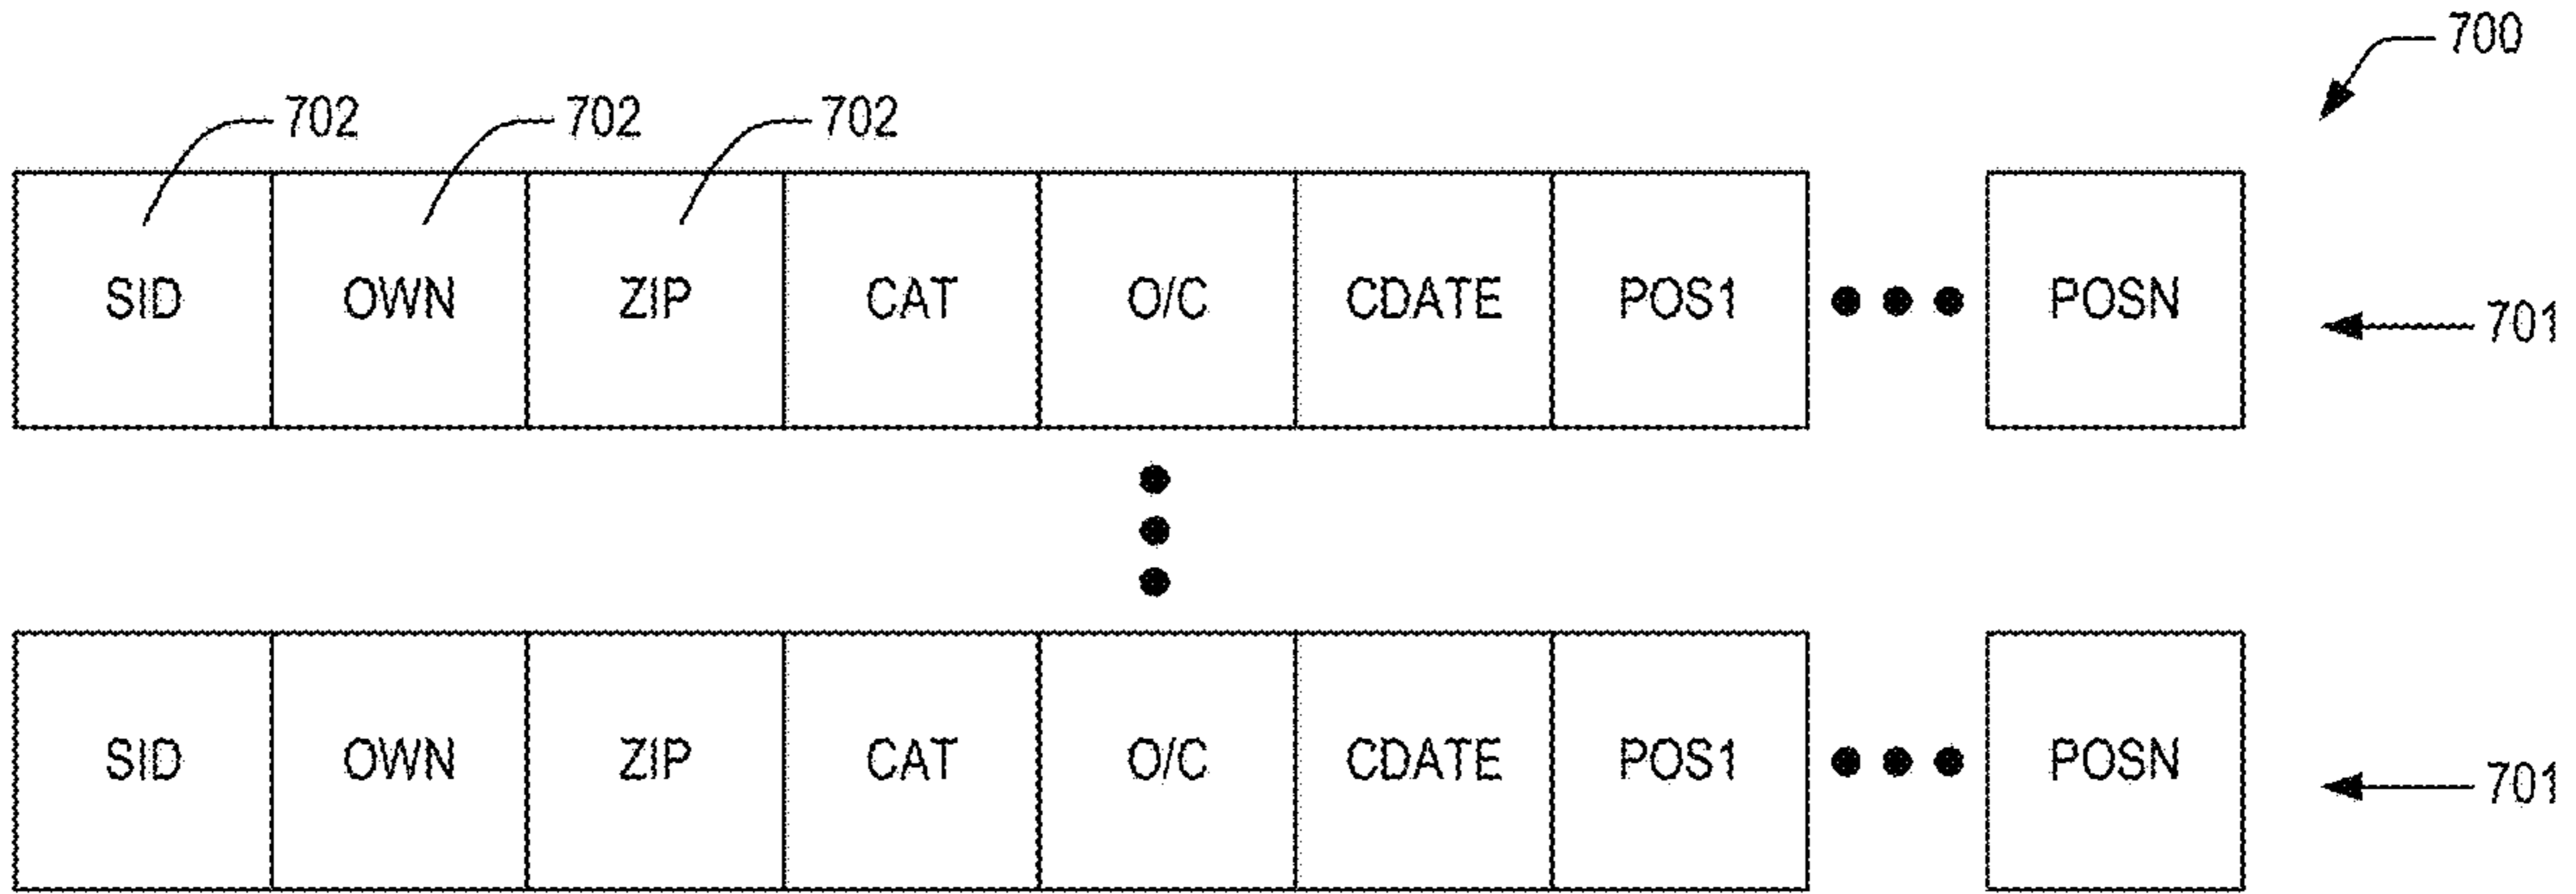 700
702 702 702
SID OWN ZIP CAT O/C CDATE POS1 POSN
701
SID OWN ZIP CAT O/C CDATE POS1 POSN
701